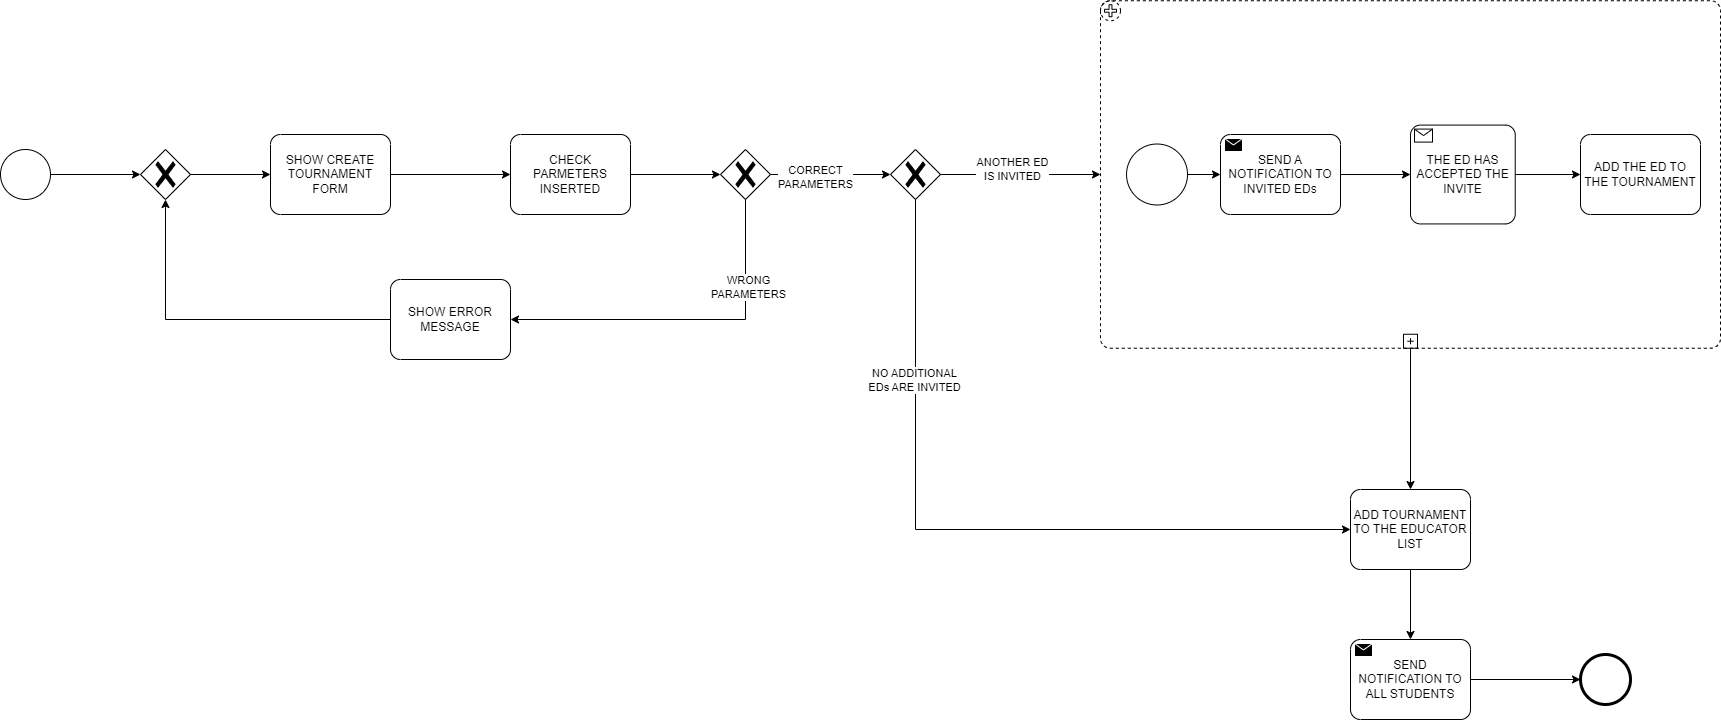 SHOW CREATE
TOURNAMENT
FORM
CHECK
PARMETERS
INSERTED
CORRECT
PARAMETERS
ANOTHER ED
IS INVITED
SEND A
NOTIFICATION TO
INVITED EDs
THE ED HAS
ACCEPTED THE
INVITE
ADD THE ED TO
THE TOURNAMENT
WRONG
PARAMETERS
SHOW ERROR
MESSAGE
NO ADDITIONAL
EDs ARE INVITED
ADD TOURNAMENT
TO THE EDUCATOR
LIST
SEND
NOTIFICATION TO
ALL STUDENTS